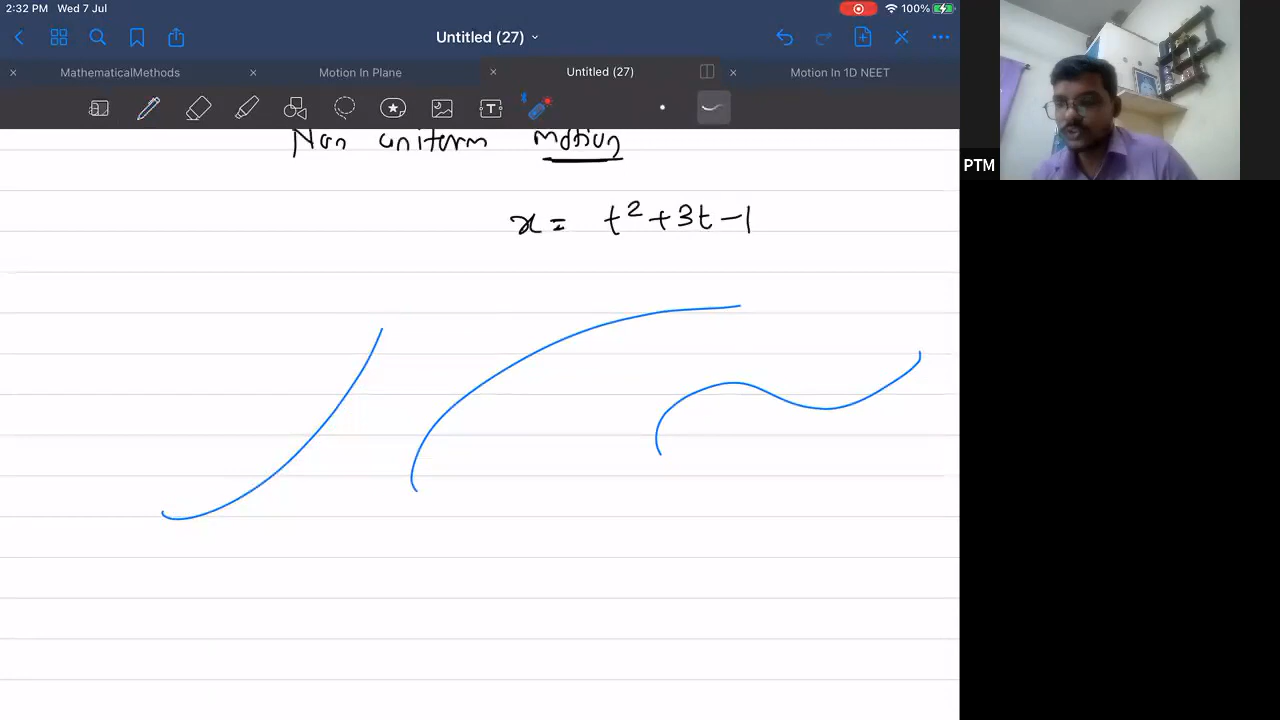 2:32 PM Wed 7 Jul 100%
Untitled (27)
MathematicalMethods Motion In Plane Untitled (27) Motion In 1D NEET
PTM
Non uniform motion
x = t² + 3t − 1